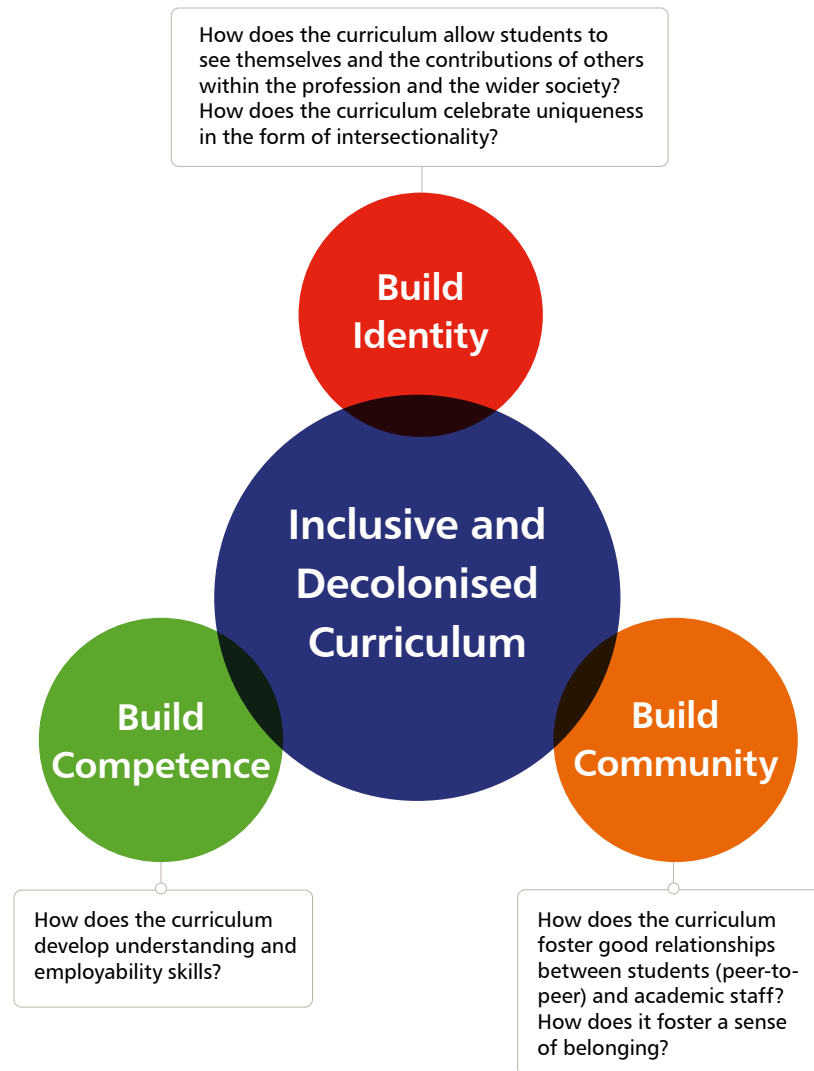 How does the curriculum allow students to
see themselves and the contributions of others
within the profession and the wider society?
How does the curriculum celebrate uniqueness
in the form of intersectionality?
Build
Identity
Inclusive and
Decolonised
Curriculum
Build
Competence
Build
Community
How does the curriculum
develop understanding and
employability skills?
How does the curriculum
foster good relationships
between students (peer-to-
peer) and academic staff?
How does it foster a sense
of belonging?